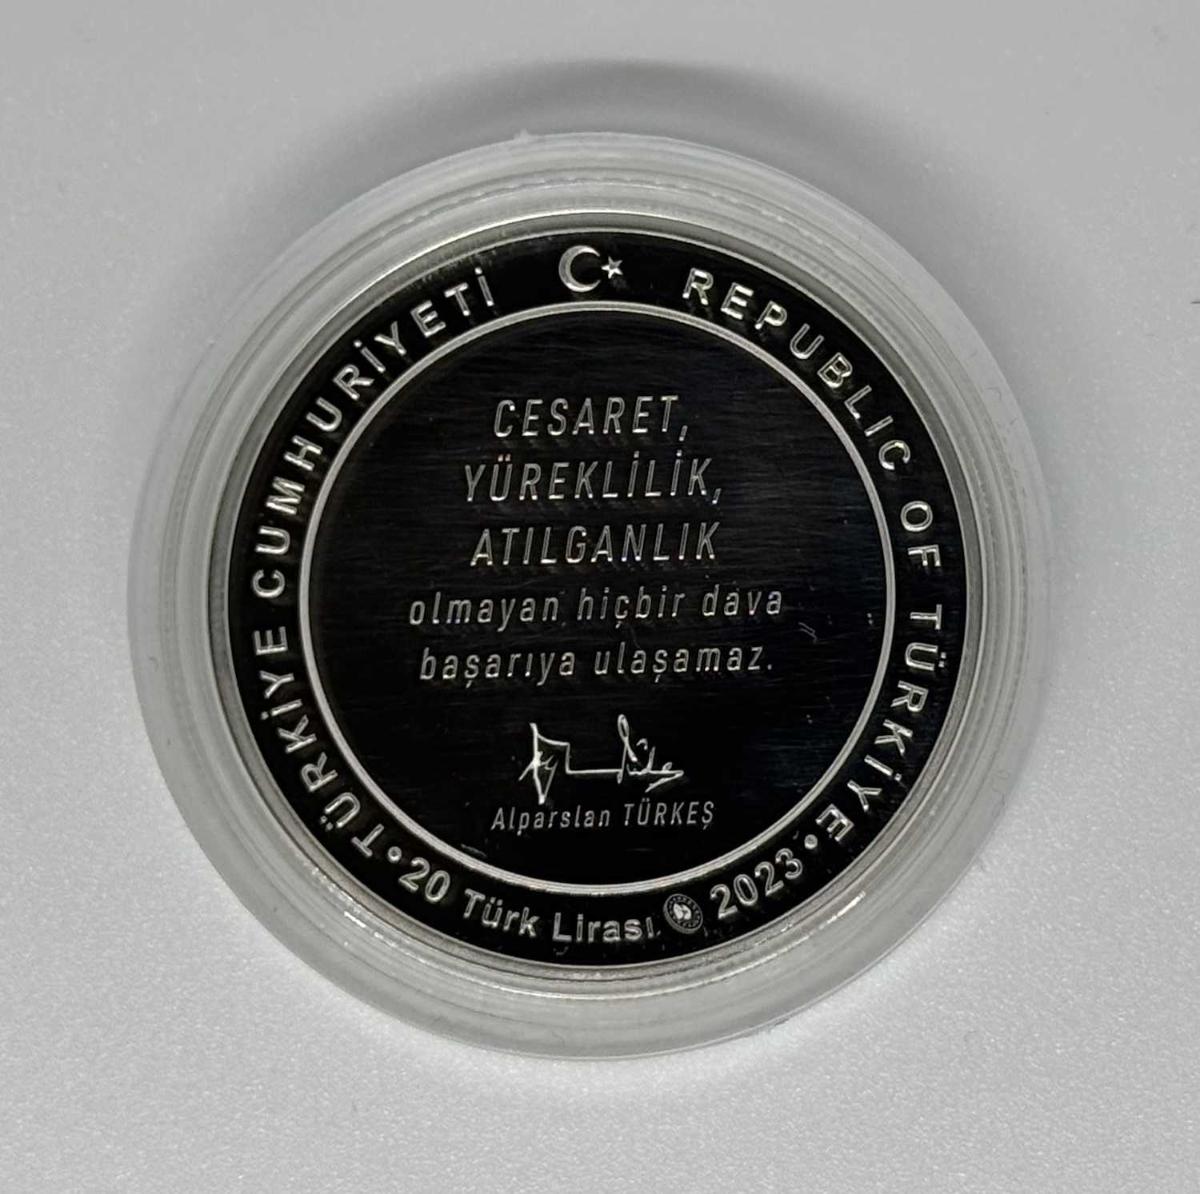 TÜRKİYE CUMHURİYETİ
REPUBLIC OF TÜRKİYE
CESARET,
YÜREKLİLİK,
ATILGANLIK
olmayan hiçbir dava
başarıya ulaşamaz.
Alparslan TÜRKEŞ
• 20 Türk Lirası 2023 •